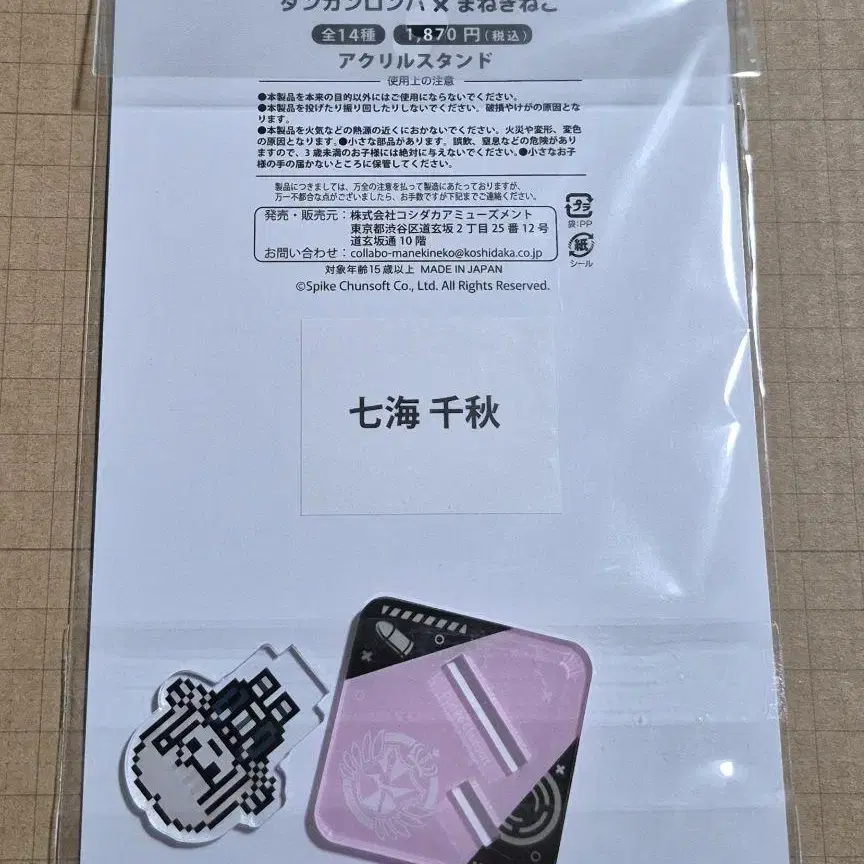 ダンガンロンパ×まねきねこ
全14種 1,870円(税込)
アクリルスタンド
使用上の注意
●本製品を本来の目的以外にはご使用にならないでください。
●本製品を投げたり振り回したりしないでください。破損やけがの原因とな
ります。
●本製品を火気などの熱源の近くにおかないでください。火災や変形、変色
の原因となります。●小さな部品があります。誤飲、窒息などの危険があり
ますので、3歳未満のお子様には絶対に与えないでください。●小さなお子
様の手の届かないところに保管してください。
製品につきましては、万全の注意を払って製造にあたっておりますが、
万一不都合な点がございましたら、お手数ですが下記までご連絡ください。
発売・販売元:株式会社コシダカアミューズメント
東京都渋谷区道玄坂2丁目25番12号
道玄坂通10階
お問い合わせ:collabo-manekineko@koshidaka.co.jp
プラ
袋:PP
紙
シール
対象年齢15歳以上 MADE IN JAPAN
©Spike Chunsoft Co., Ltd. All Rights Reserved.
七海 千秋